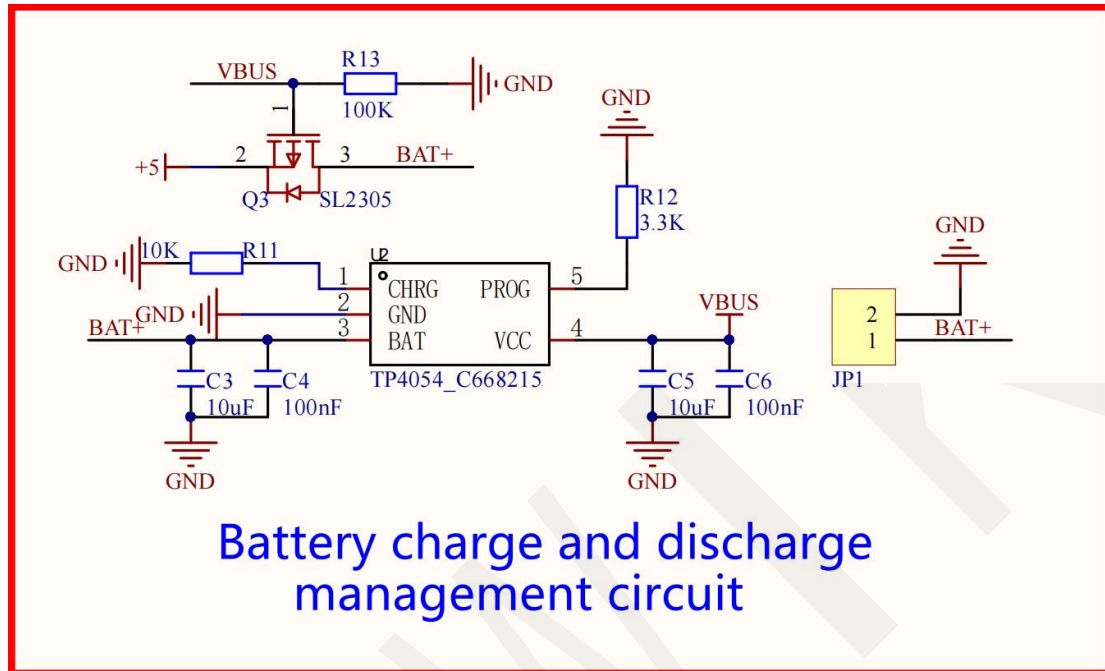 R13
VBUS
GND
100K
1
GND
+5
2
3
BAT+
Q3
SL2305
R12
3.3K
10K
R11
U2
GND
GND
1
CHRG
PROG
5
2
GND
VBUS
GND
2
BAT+
3
BAT
VCC
4
1
BAT+
C3
C4
TP4054_C668215
C5
C6
JP1
10uF
100nF
10uF
100nF
GND
GND
Battery charge and discharge
management circuit